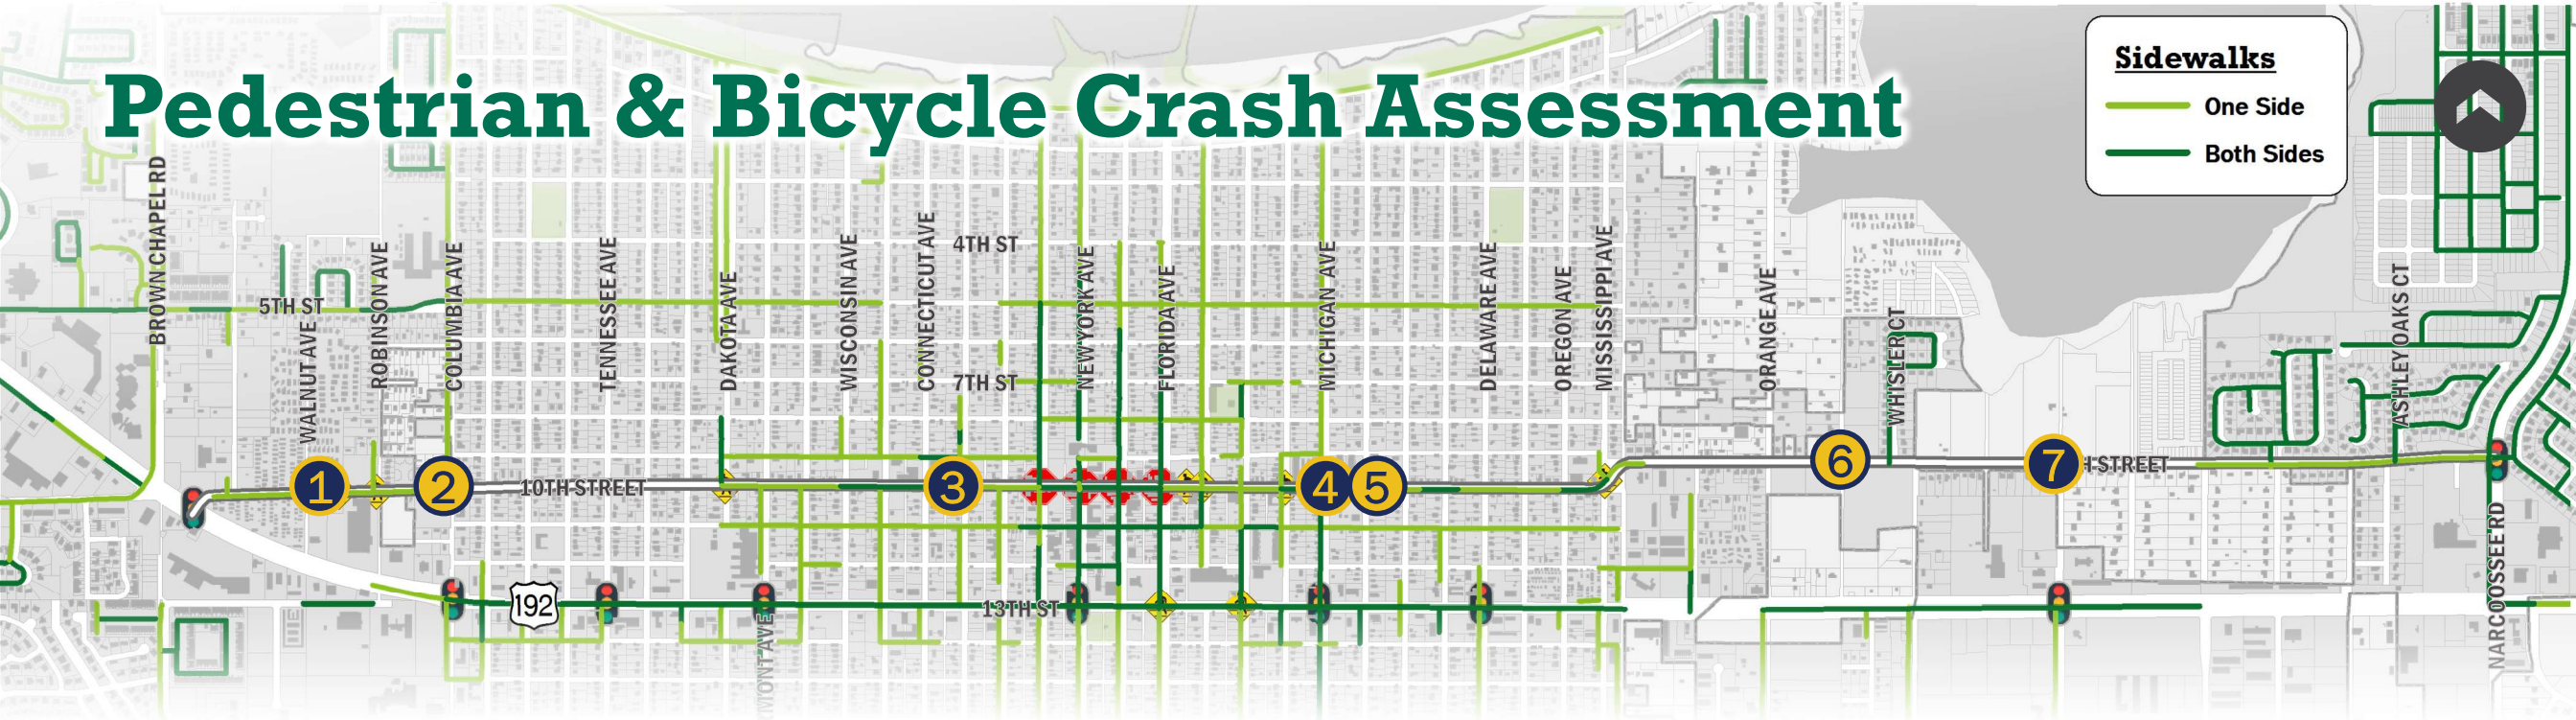 Pedestrian & Bicycle Crash Assessment
Sidewalks
One Side
Both Sides
BROWN CHAPEL RD
WALNUT AVE
ROBINSON AVE
COLUMBIA AVE
TENNESSEE AVE
DAKOTA AVE
WISCONSIN AVE
CONNECTICUT AVE
NEW YORK AVE
FLORIDA AVE
MICHIGAN AVE
DELAWARE AVE
OREGON AVE
MISSISSIPPI AVE
ORANGE AVE
WHISLER CT
ASHLEY OAKS CT
NARCOOSSEE RD
4TH ST
5TH ST
7TH ST
10TH STREET
1
2
3
4
5
6
7
STREET
192
13TH ST
AVE